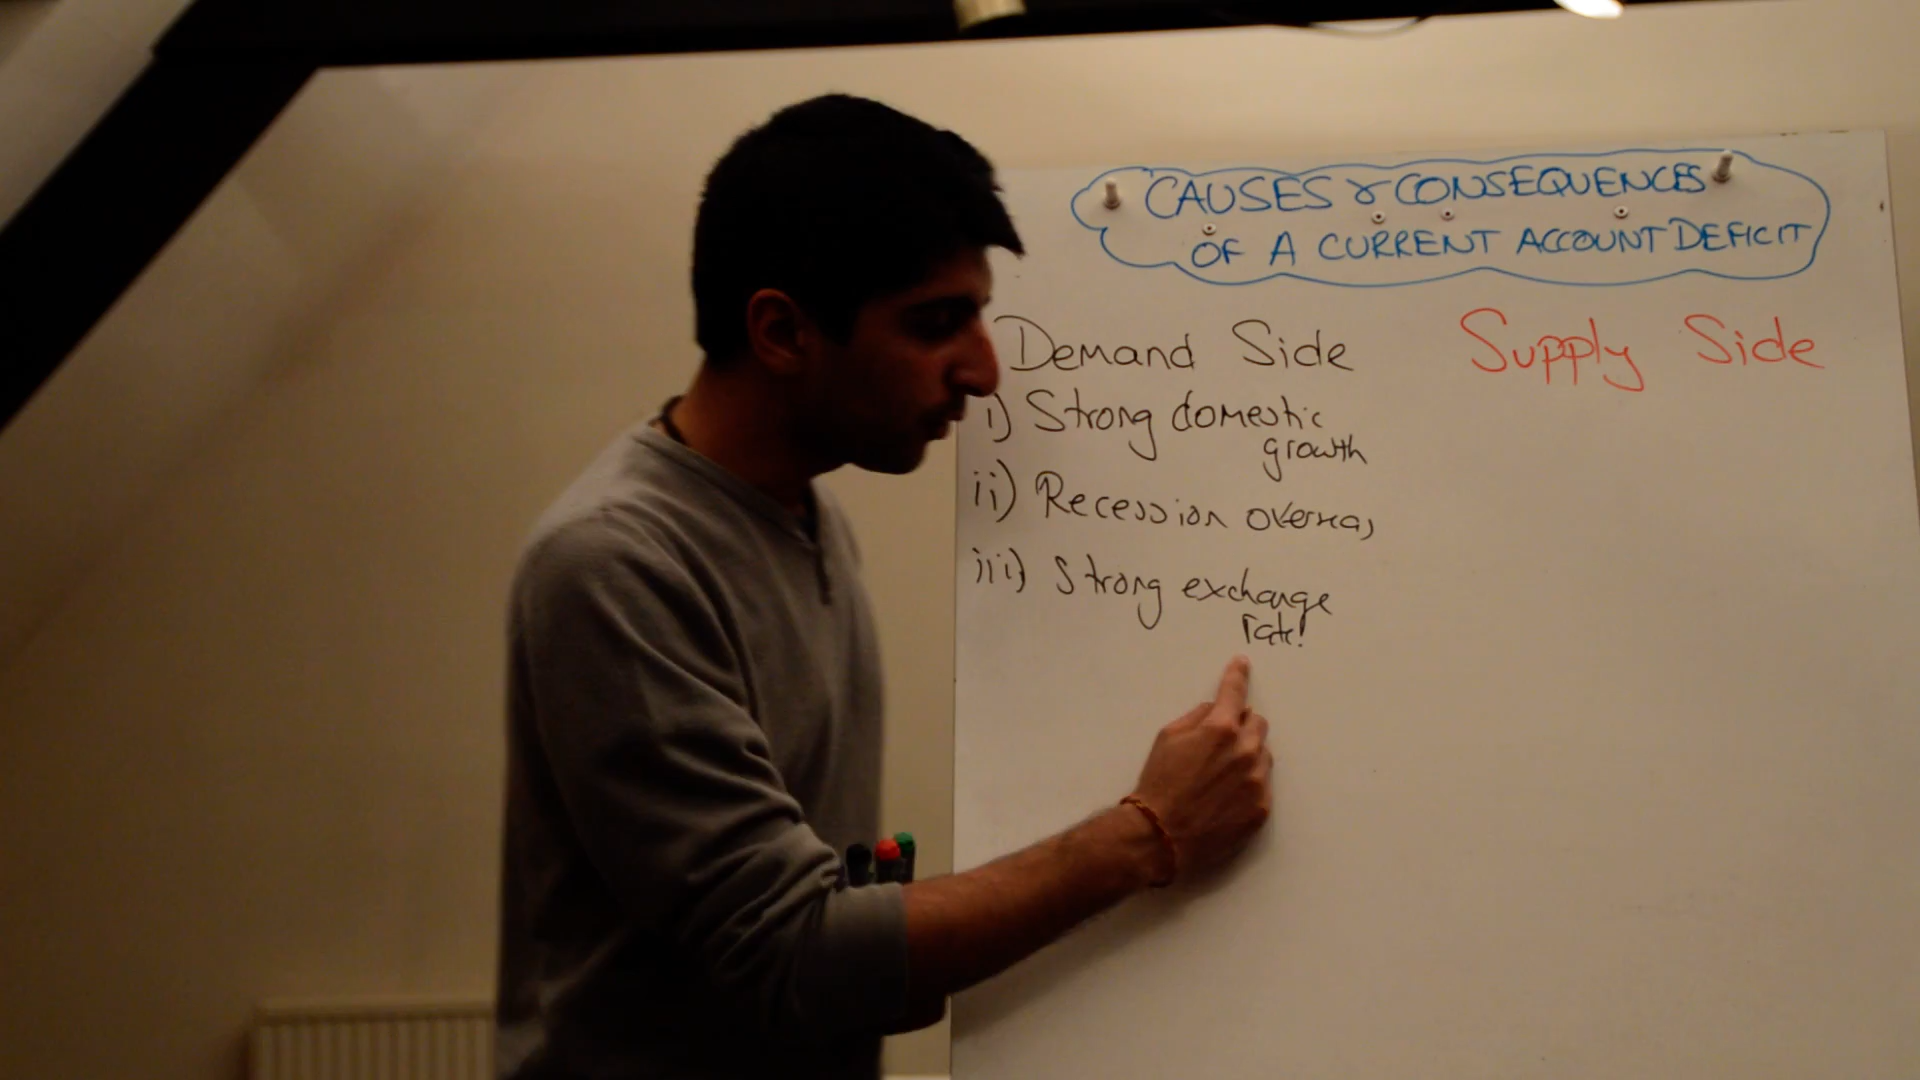 CAUSES & CONSEQUENCES
OF A CURRENT ACCOUNT DEFICIT
Demand Side
i) Strong domestic
growth
ii) Recession overseas
iii) Strong exchange
rate!
Supply Side